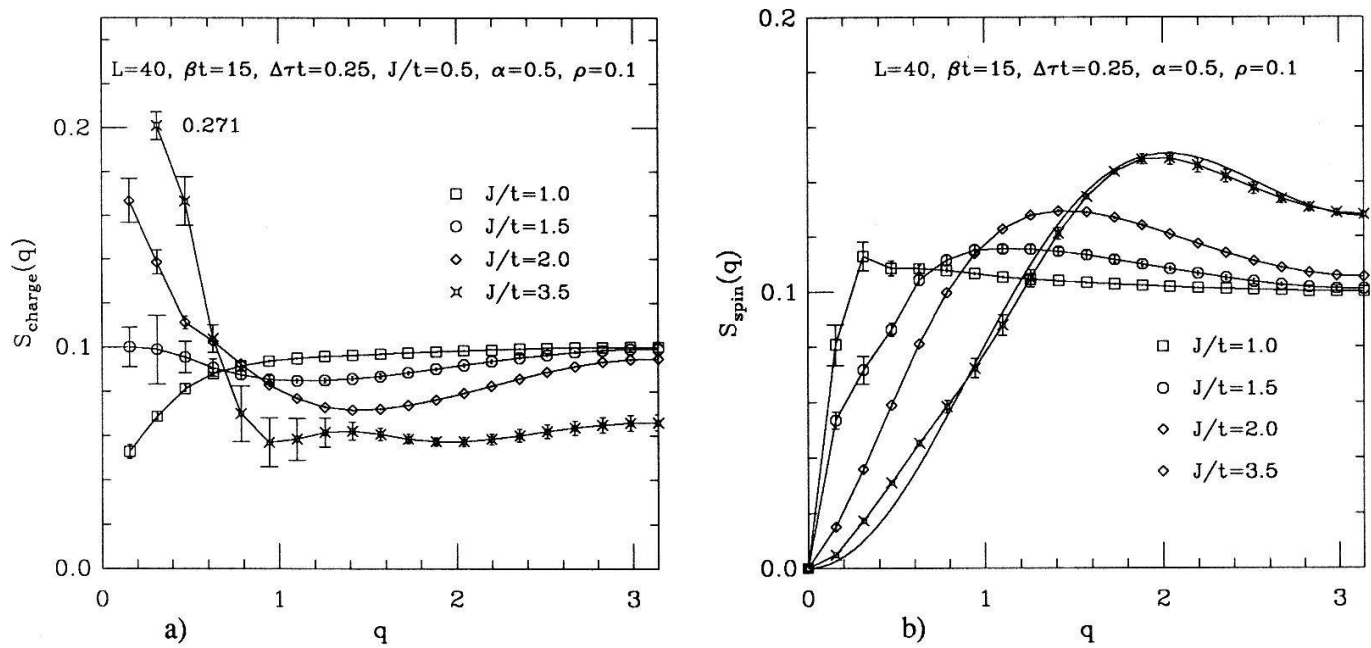 L=40, βt=15, Δτt=0.25, J/t=0.5, α=0.5, ρ=0.1
0.2
0.271
J/t=1.0
J/t=1.5
J/t=2.0
J/t=3.5
S_charge(q)
0.1
0.0
0
1
2
3
a)
q
0.2
L=40, βt=15, Δτt=0.25, α=0.5, ρ=0.1
S_spin(q)
0.1
J/t=1.0
J/t=1.5
J/t=2.0
J/t=3.5
0.0
0
1
2
3
b)
q